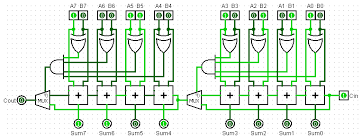 A7 B7 A6 B6 A5 B5 A4 B4 A3 B3 A2 B2 A1 B1 A0 B0
Cout MUX + + + + MUX + + + + Cin
Sum7 Sum6 Sum5 Sum4 Sum3 Sum2 Sum1 Sum0